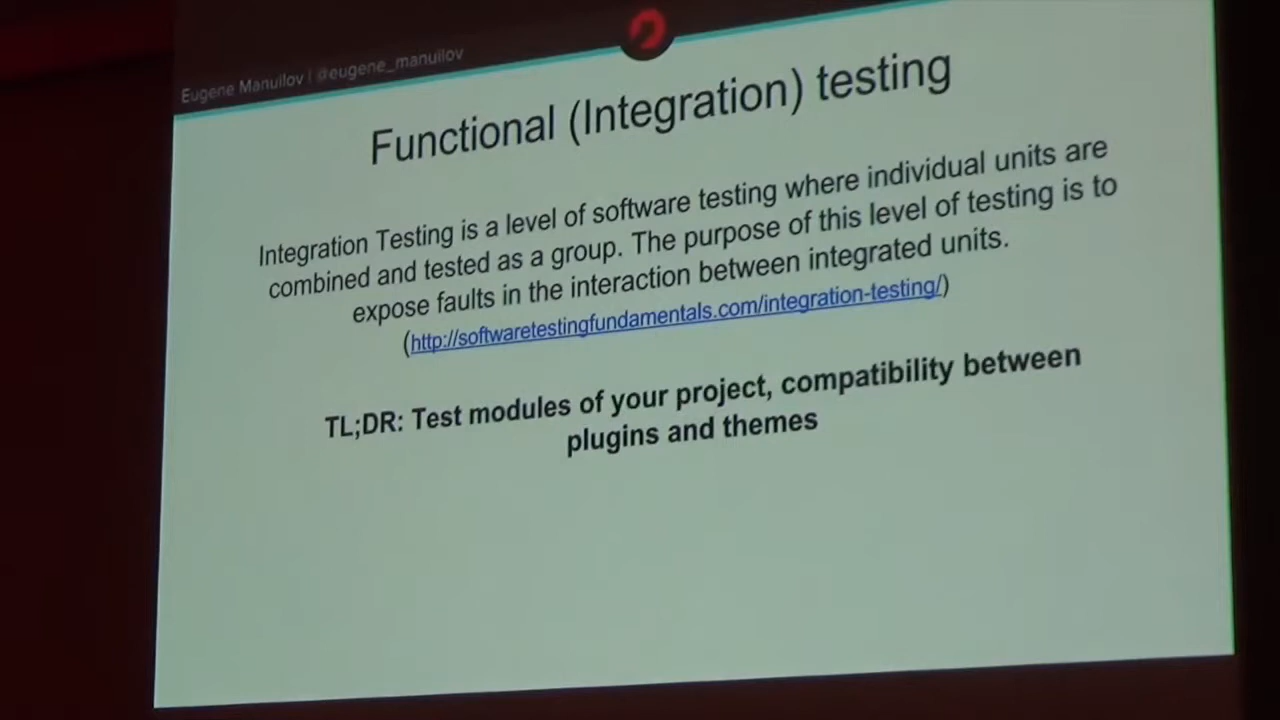 Eugene Manuilov | @eugene_manuilov
Functional (Integration) testing
Integration Testing is a level of software testing where individual units are
combined and tested as a group. The purpose of this level of testing is to
expose faults in the interaction between integrated units.
(http://softwaretestingfundamentals.com/integration-testing/)
TL;DR: Test modules of your project, compatibility between
plugins and themes